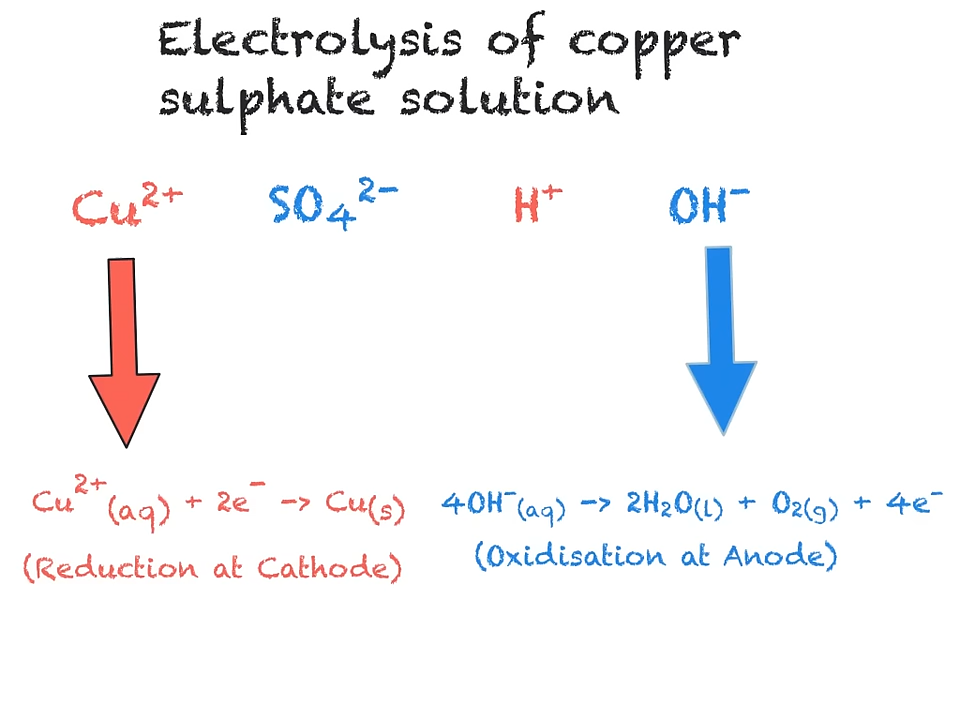 Electrolysis of copper
sulphate solution
Cu²⁺ SO₄²⁻ H⁺ OH⁻
Cu²⁺(aq) + 2e⁻ -> Cu(s)
(Reduction at Cathode)
4OH⁻(aq) -> 2H₂O(l) + O₂(g) + 4e⁻
(Oxidisation at Anode)